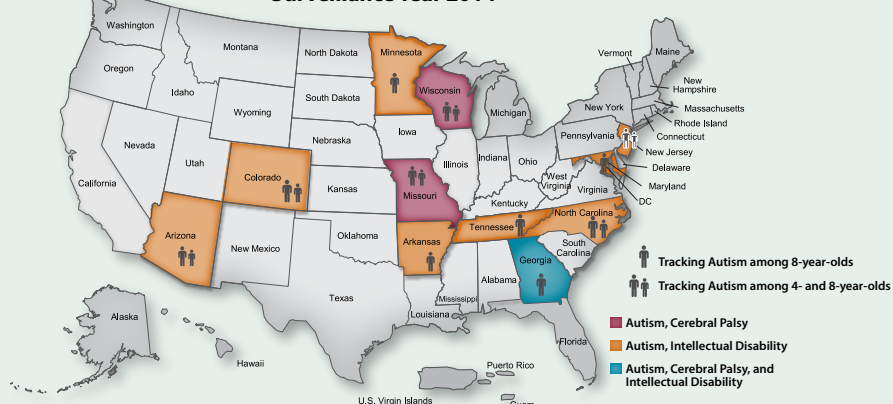 Washington
Montana
North Dakota
Minnesota
Vermont
Maine
Oregon
Idaho
Wyoming
South Dakota
Wisconsin
Michigan
New York
New
Hampshire
Massachusetts
Rhode Island
Connecticut
New Jersey
Delaware
Maryland
DC
Nevada
Utah
Colorado
Nebraska
Iowa
Illinois
Indiana
Ohio
Pennsylvania
West
Virginia
Virginia
California
Kansas
Missouri
Kentucky
Arizona
New Mexico
Oklahoma
Arkansas
Tennessee
North Carolina
South
Carolina
Texas
Louisiana
Mississippi
Alabama
Georgia
Florida
Alaska
Hawaii
Puerto Rico
U.S. Virgin Islands
Tracking Autism among 8-year-olds
Tracking Autism among 4- and 8-year-olds
Autism, Cerebral Palsy
Autism, Intellectual Disability
Autism, Cerebral Palsy, and
Intellectual Disability